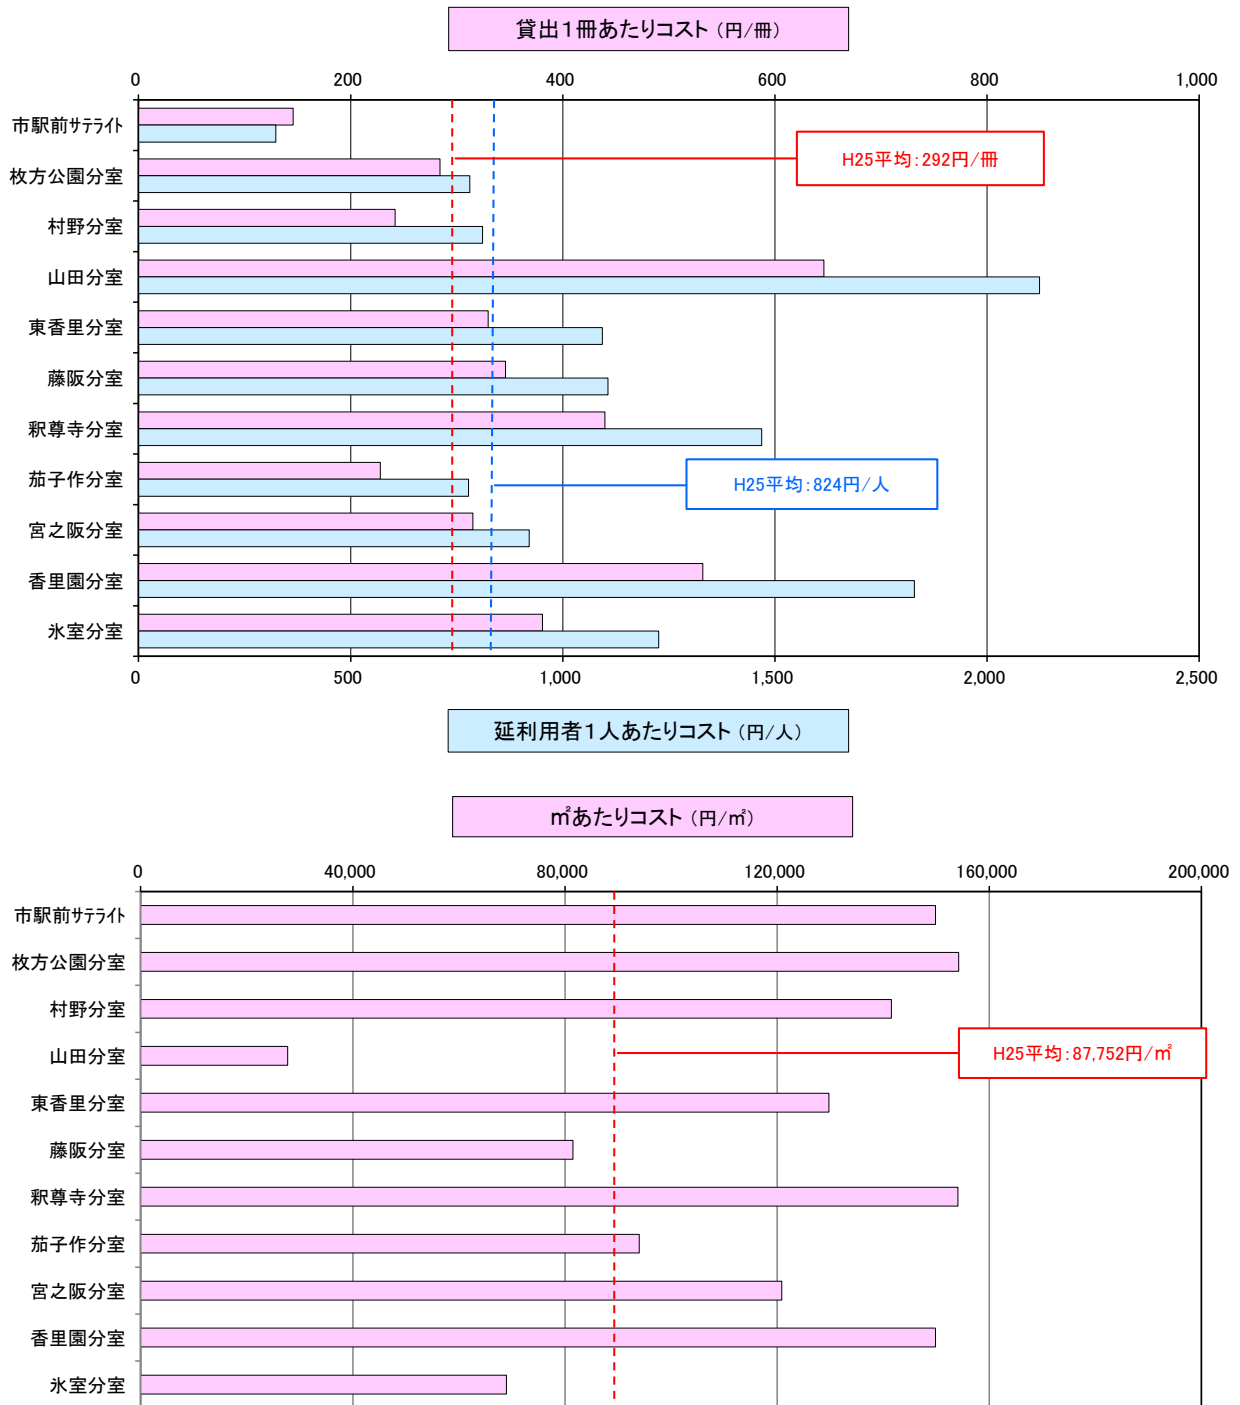 貸出1冊あたりコスト（円/冊）
0 200 400 600 800 1,000
市駅前サテライト
枚方公園分室
H25平均：292円/冊
村野分室
山田分室
東香里分室
藤阪分室
釈尊寺分室
茄子作分室
H25平均：824円/人
宮之阪分室
香里園分室
氷室分室
0 500 1,000 1,500 2,000 2,500
延利用者1人あたりコスト（円/人）
㎡あたりコスト（円/㎡）
0 40,000 80,000 120,000 160,000 200,000
市駅前サテライト
枚方公園分室
村野分室
山田分室
H25平均：87,752円/㎡
東香里分室
藤阪分室
釈尊寺分室
茄子作分室
宮之阪分室
香里園分室
氷室分室